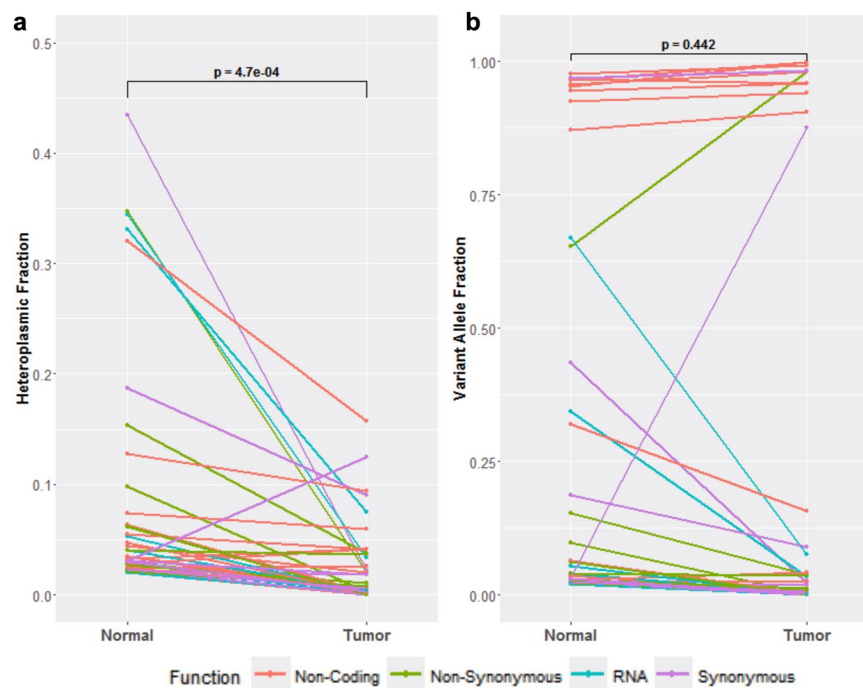 a
0.5
0.4
0.3
0.2
0.1
0.0
Heteroplasmic Fraction
p = 4.7e-04
Normal
Tumor
b
1.00
0.75
0.50
0.25
0.00
Variant Allele Fraction
p = 0.442
Normal
Tumor
Function Non-Coding Non-Synonymous RNA Synonymous